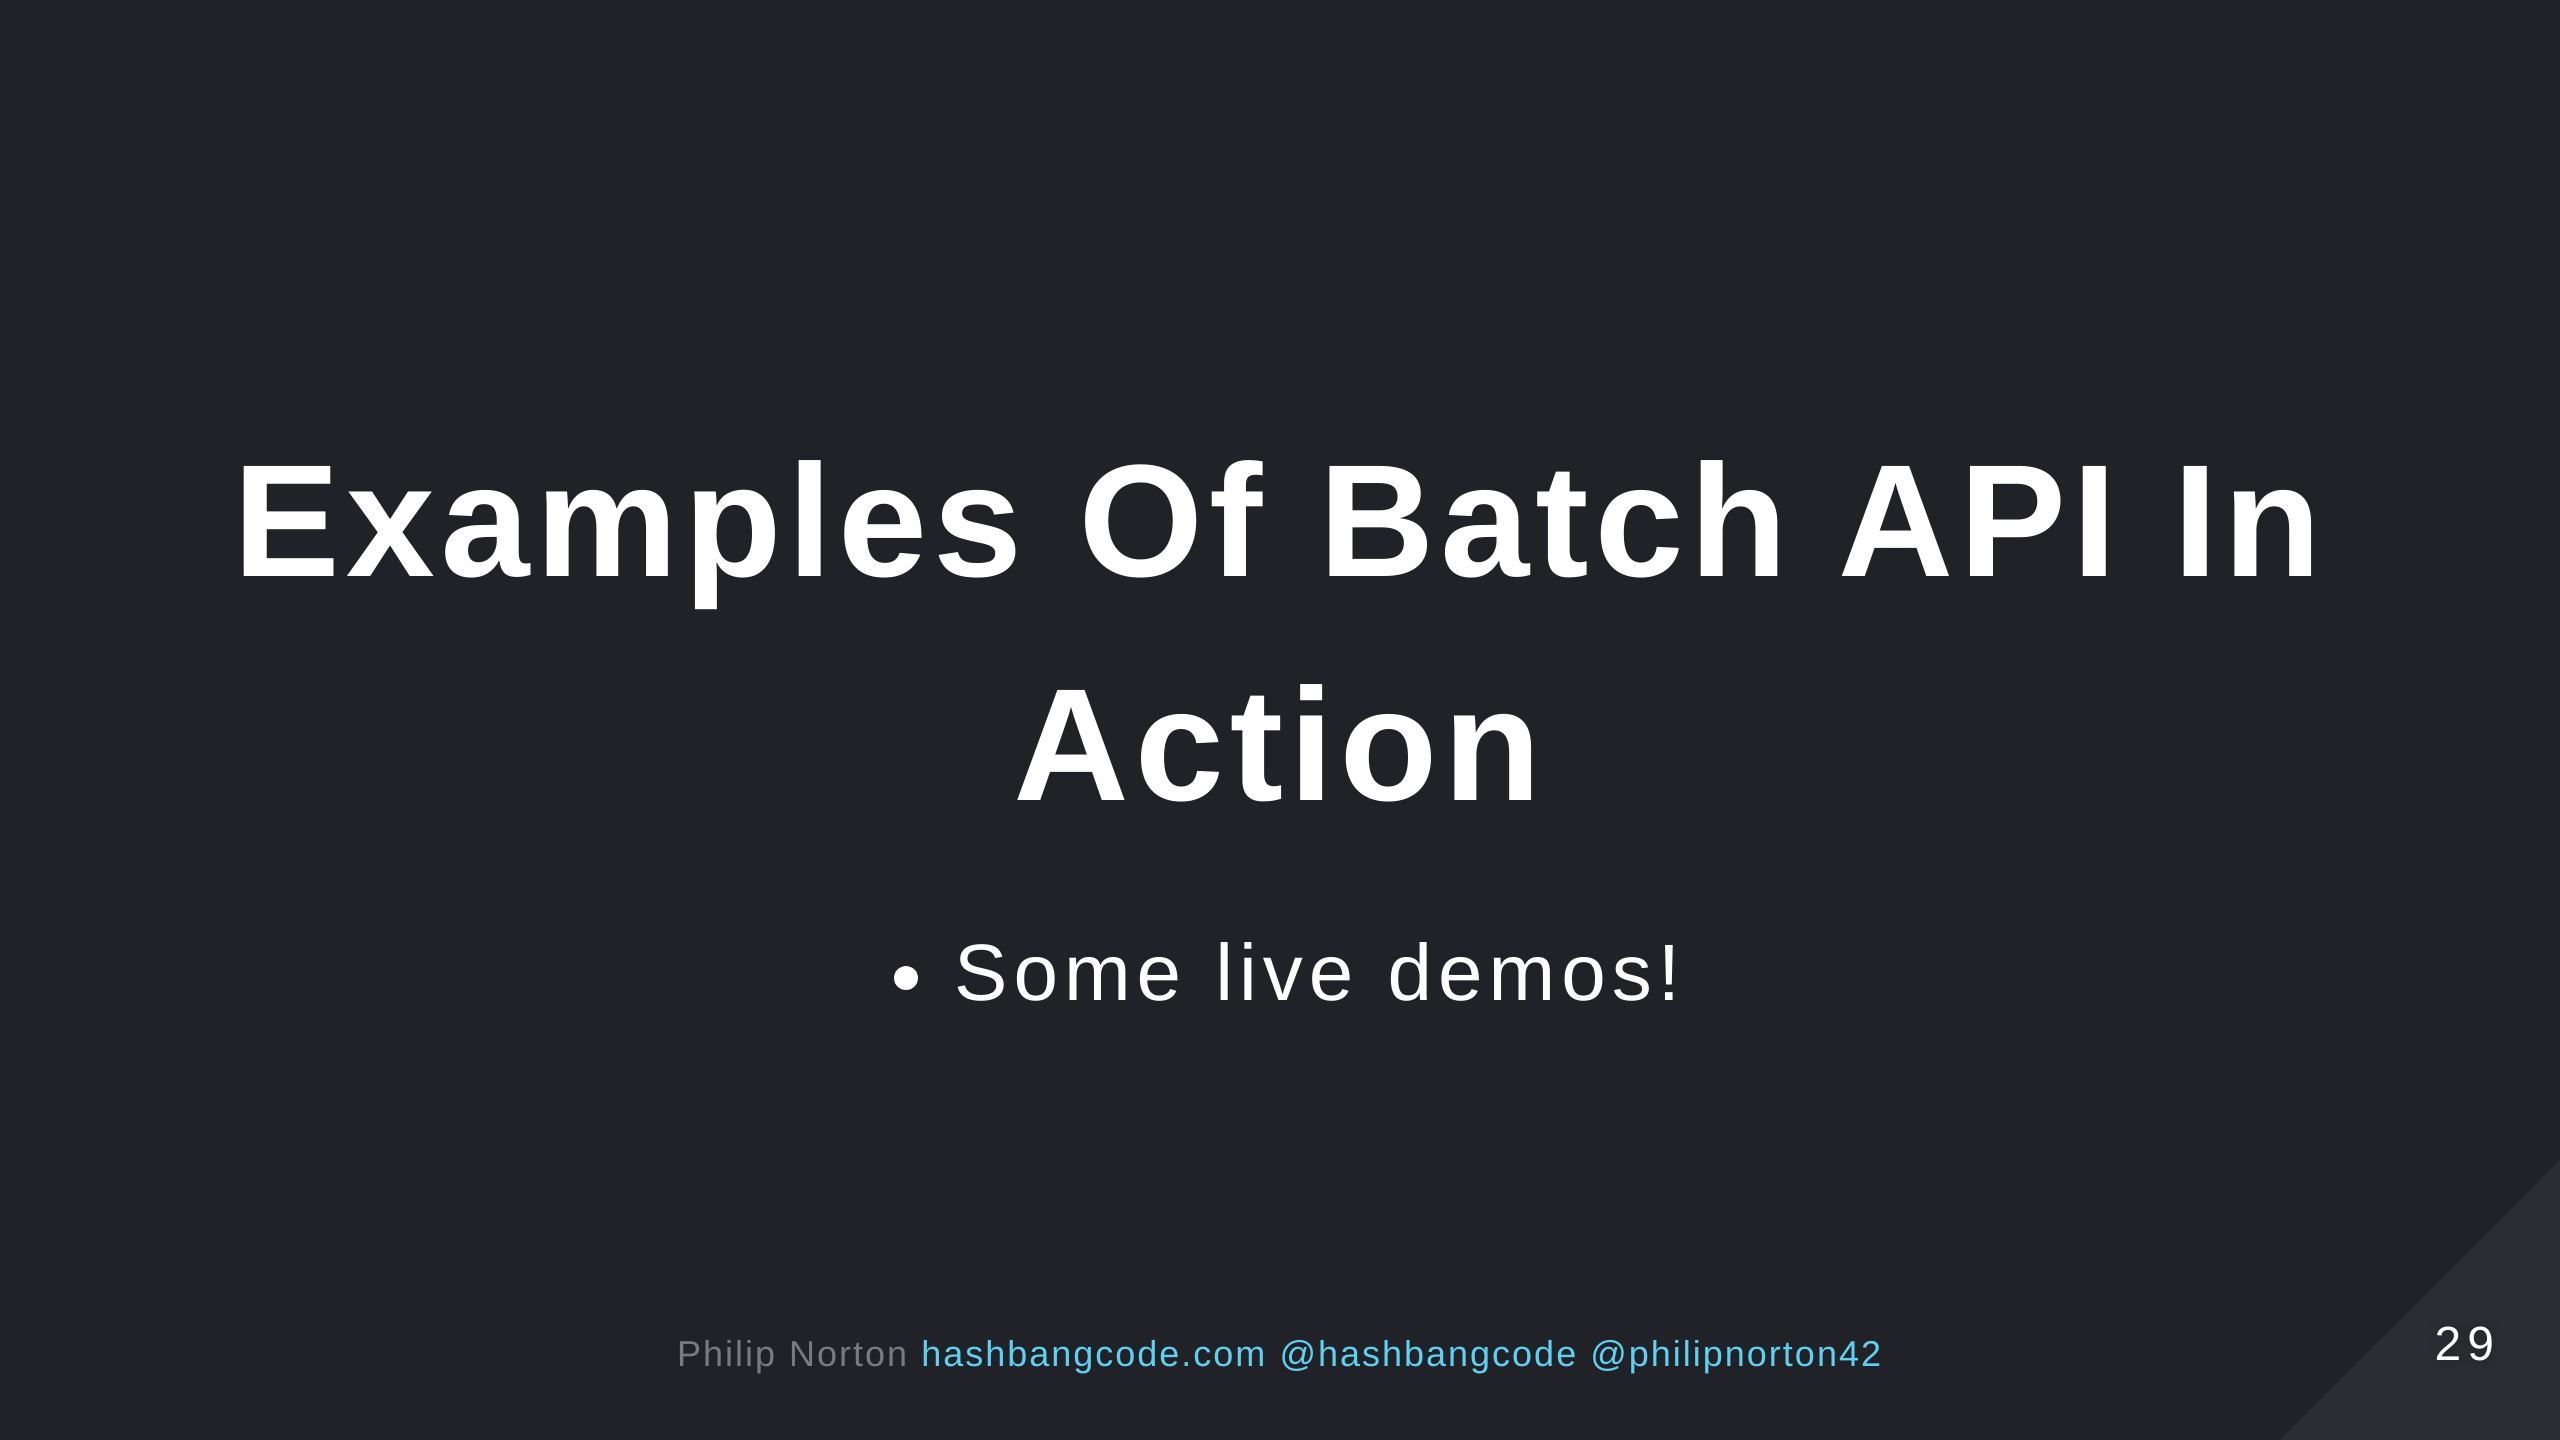 Examples Of Batch API In
Action
• Some live demos!
Philip Norton hashbangcode.com @hashbangcode @philipnorton42
29